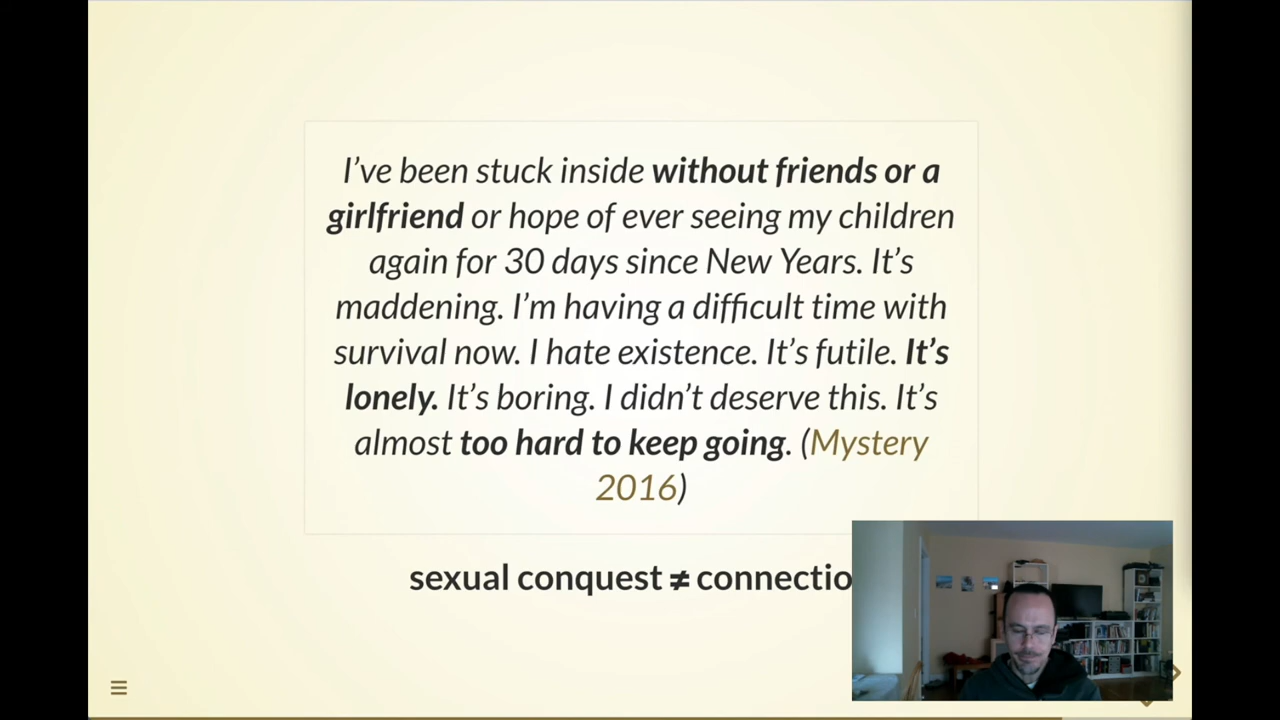 I’ve been stuck inside without friends or a
girlfriend or hope of ever seeing my children
again for 30 days since New Years. It’s
maddening. I’m having a difficult time with
survival now. I hate existence. It’s futile. It’s
lonely. It’s boring. I didn’t deserve this. It’s
almost too hard to keep going. (Mystery
2016)
sexual conquest ≠ connectio